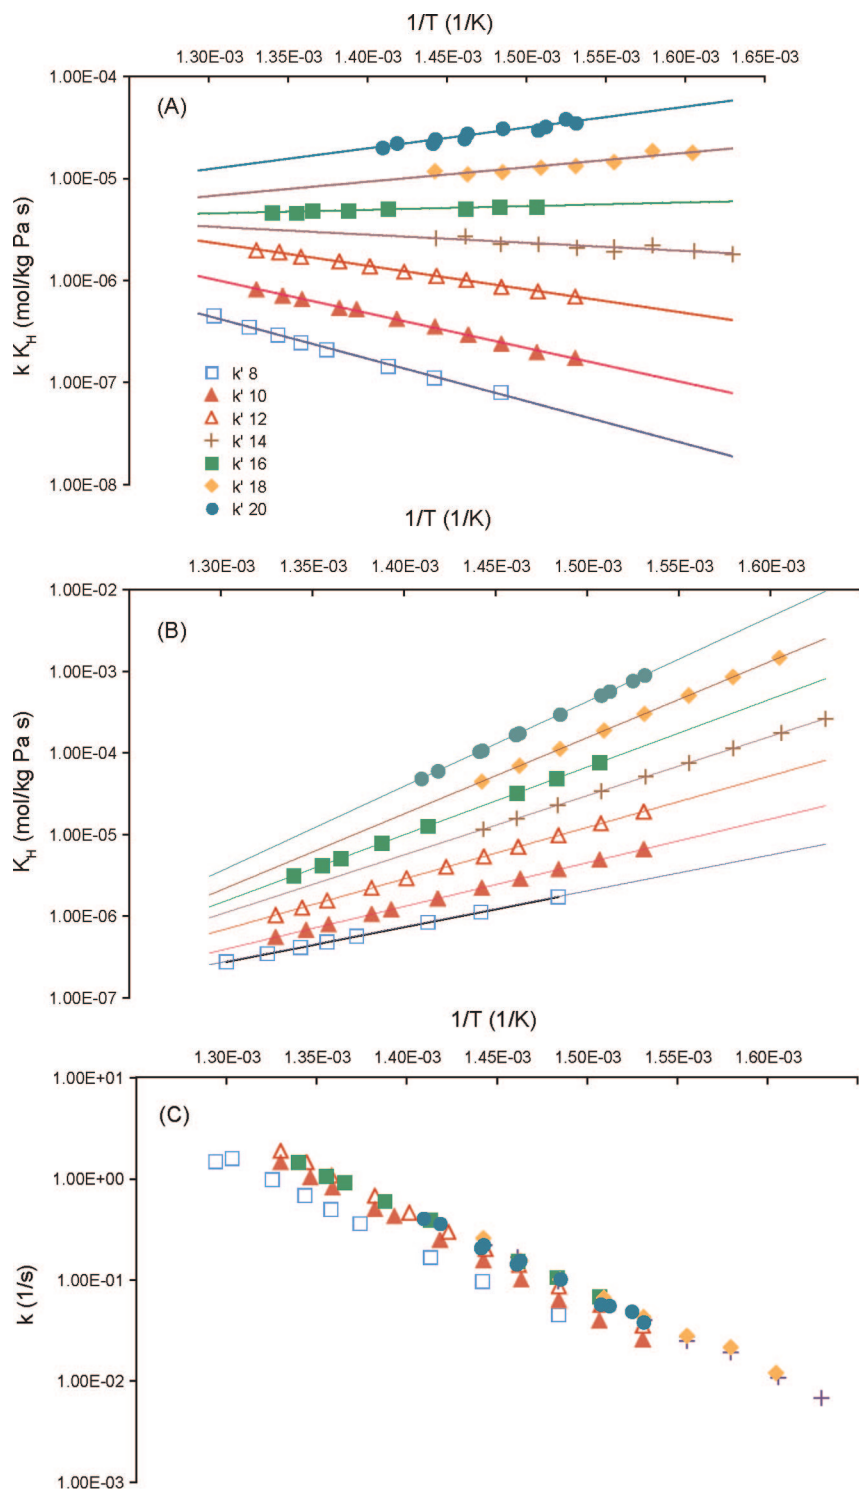 1/T (1/K)
1.30E-03 1.35E-03 1.40E-03 1.45E-03 1.50E-03 1.55E-03 1.60E-03 1.65E-03
1.00E-04
(A)
1.00E-05
1.00E-06
1.00E-07
1.00E-08
k KH (mol/kg Pa s)
k' 8
k' 10
k' 12
k' 14
k' 16
k' 18
k' 20
1/T (1/K)
1.30E-03 1.35E-03 1.40E-03 1.45E-03 1.50E-03 1.55E-03 1.60E-03
1.00E-02
(B)
1.00E-03
1.00E-04
1.00E-05
1.00E-06
1.00E-07
KH (mol/kg Pa s)
1/T (1/K)
1.30E-03 1.35E-03 1.40E-03 1.45E-03 1.50E-03 1.55E-03 1.60E-03
1.00E+01
(C)
1.00E+00
1.00E-01
1.00E-02
1.00E-03
k (1/s)